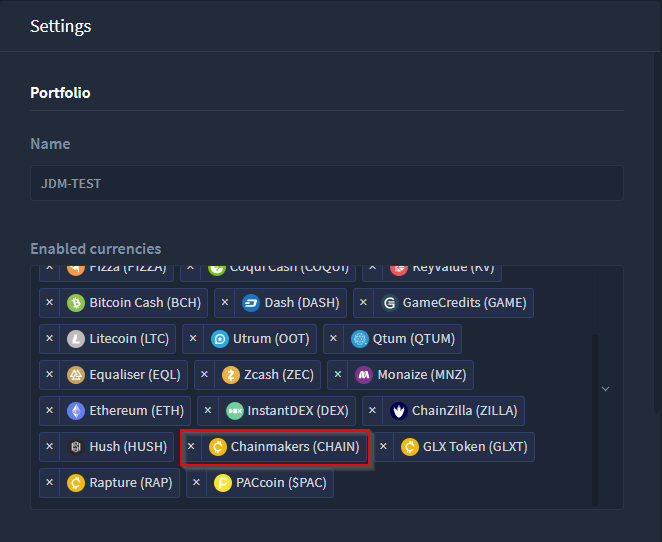 Settings
Portfolio
Name
JDM-TEST
Enabled currencies
× Pizza (PIZZA) × Coqui Cash (COQUI) × KeyValue (KV)
× Bitcoin Cash (BCH) × Dash (DASH) × GameCredits (GAME)
× Litecoin (LTC) × Utrum (OOT) × Qtum (QTUM)
× Equaliser (EQL) × Zcash (ZEC) × Monaize (MNZ)
× Ethereum (ETH) × DEX InstantDEX (DEX) × ChainZilla (ZILLA)
× Hush (HUSH) × Chainmakers (CHAIN) × GLX Token (GLXT)
× Rapture (RAP) × PACcoin ($PAC)